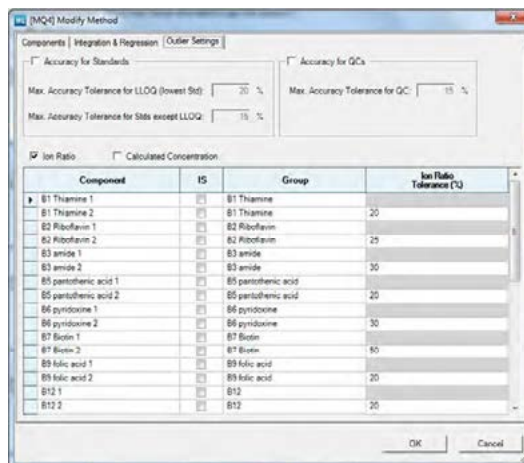 [MQ4] Modify Method
Components | Integration & Regression | Outlier Settings
Accuracy for Standards
Accuracy for QCs
Max. Accuracy Tolerance for LLOQ (lowest Std): 20 %
Max. Accuracy Tolerance for QC: 15 %
Max. Accuracy Tolerance for Stds except LLOQ: 15 %
Ion Ratio Calculated Concentration
Component IS Group Ion Ratio Tolerance (%)
B1 Thiamine 1 B1 Thiamine
B1 Thiamine 2 B1 Thiamine 20
B2 Riboflavin 1 B2 Riboflavin
B2 Riboflavin 2 B2 Riboflavin 25
B3 amide 1 B3 amide
B3 amide 2 B3 amide 30
B5 pantothenic acid 1 B5 pantothenic acid
B5 pantothenic acid 2 B5 pantothenic acid 20
B6 pyridoxine 1 B6 pyridoxine
B6 pyridoxine 2 B6 pyridoxine 30
B7 Biotin 1 B7 Biotin
B7 Biotin 2 B7 Biotin 50
B9 folic acid 1 B9 folic acid
B9 folic acid 2 B9 folic acid 20
B12 1 B12
B12 2 B12 20
OK Cancel